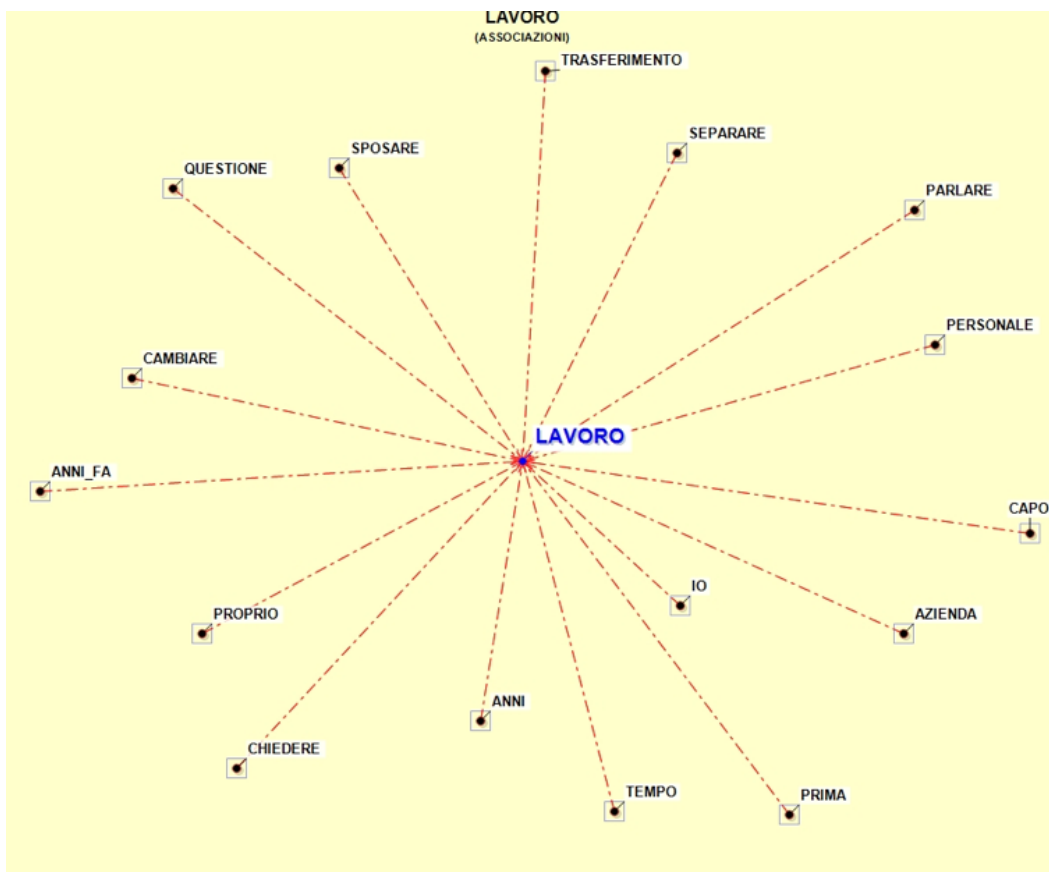 LAVORO
(ASSOCIAZIONI)
TRASFERIMENTO
SEPARARE
SPOSARE
QUESTIONE
PARLARE
PERSONALE
CAMBIARE
LAVORO
ANNI_FA
CAPO
IO
PROPRIO
AZIENDA
ANNI
CHIEDERE
TEMPO
PRIMA